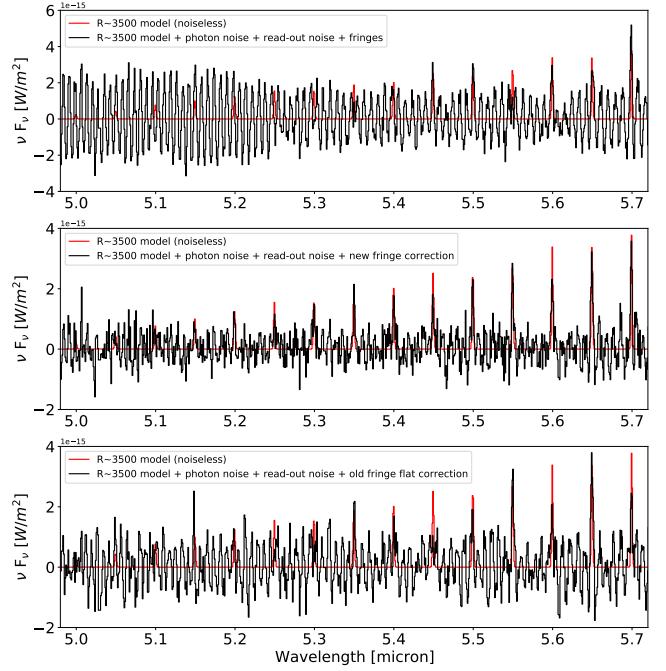 1e−15
6
4
2
0
−2
−4
ν Fν [W/m²]
R~3500 model (noiseless)
R~3500 model + photon noise + read-out noise + fringes
5.0 5.1 5.2 5.3 5.4 5.5 5.6 5.7
1e−15
4
2
0
−2
ν Fν [W/m²]
R~3500 model (noiseless)
R~3500 model + photon noise + read-out noise + new fringe correction
5.0 5.1 5.2 5.3 5.4 5.5 5.6 5.7
1e−15
4
2
0
−2
ν Fν [W/m²]
R~3500 model (noiseless)
R~3500 model + photon noise + read-out noise + old fringe flat correction
5.0 5.1 5.2 5.3 5.4 5.5 5.6 5.7
Wavelength [micron]